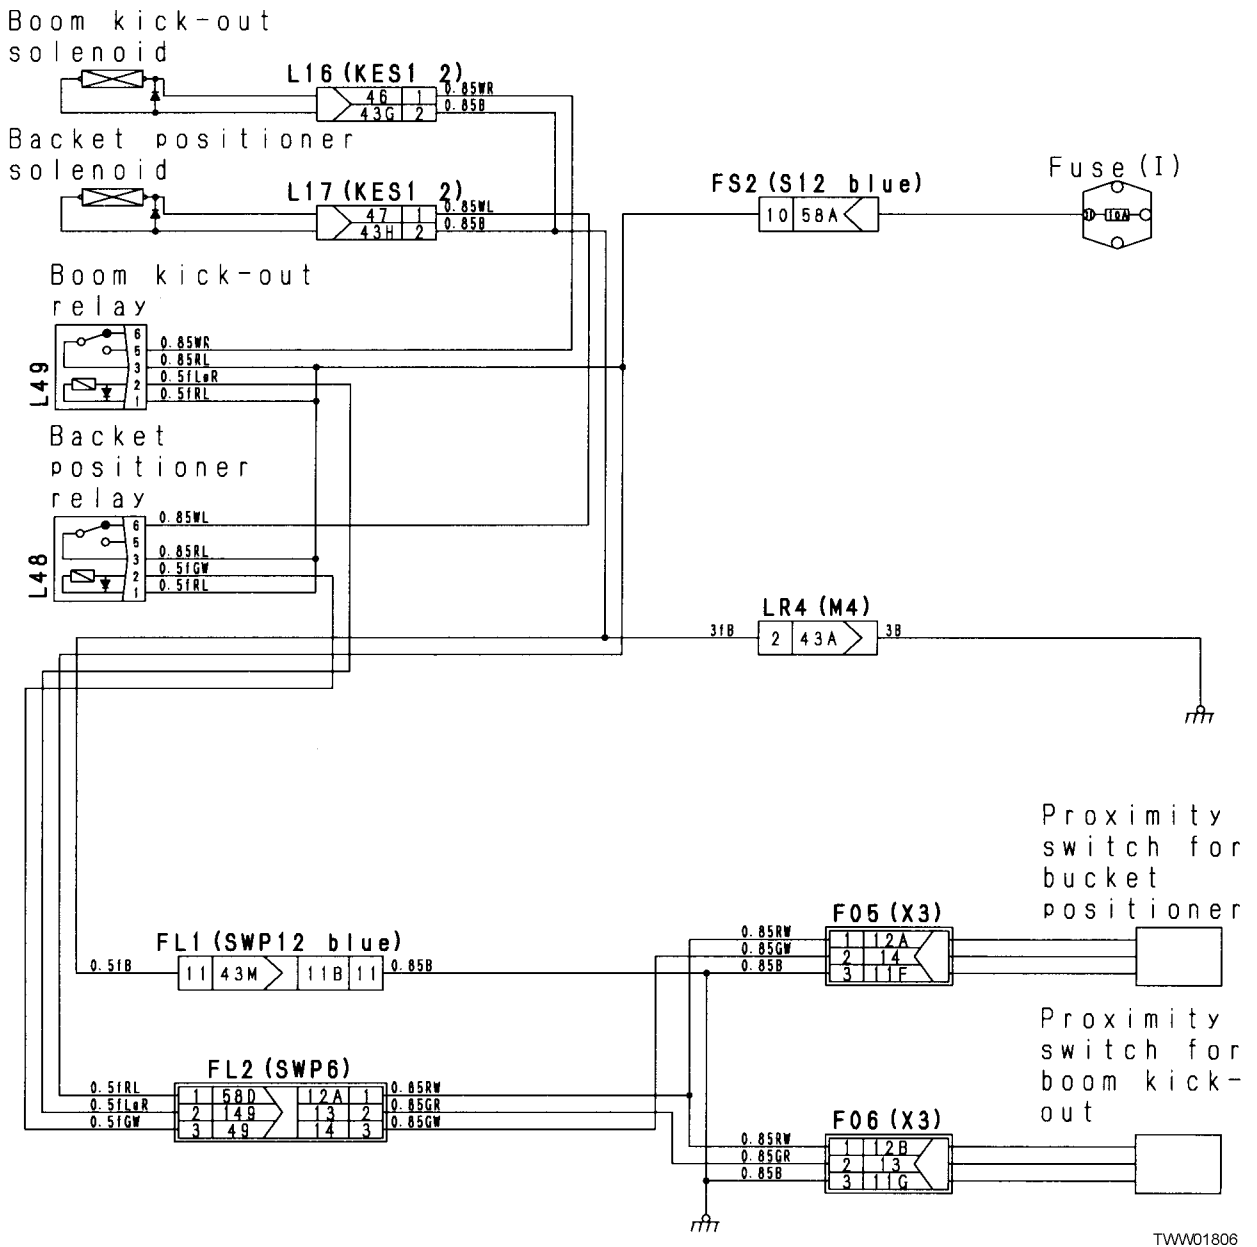 Boom kick-out
solenoid
L16(KES1 2)
46 1 0.85WR
43G 2 0.85B
Backet positioner
solenoid
L17(KES1 2)
47 1 0.85WL
43H 2 0.85B
FS2(S12 blue)
10 58A
Fuse(I)
10A
Boom kick-out
relay
L49
6
5 0.85WR
3 0.85RL
2 0.5fLgR
1 0.5fRL
Backet
positioner
relay
L48
6 0.85WL
5
3 0.85RL
2 0.5fGW
1 0.5fRL
LR4(M4)
3fB 2 43A 3B
Proximity
switch for
bucket
positioner
F05(X3)
0.85RW 1 12A
0.85GW 2 14
0.85B 3 11F
FL1(SWP12 blue)
0.5fB 11 43M 11B 11 0.85B
Proximity
switch for
boom kick-
out
FL2(SWP6)
0.5fRL 1 58D 12A 1 0.85RW
0.5fLgR 2 149 13 2 0.85GR
0.5fGW 3 49 14 3 0.85GW
F06(X3)
0.85RW 1 12B
0.85GR 2 13
0.85B 3 11G
TWW01806